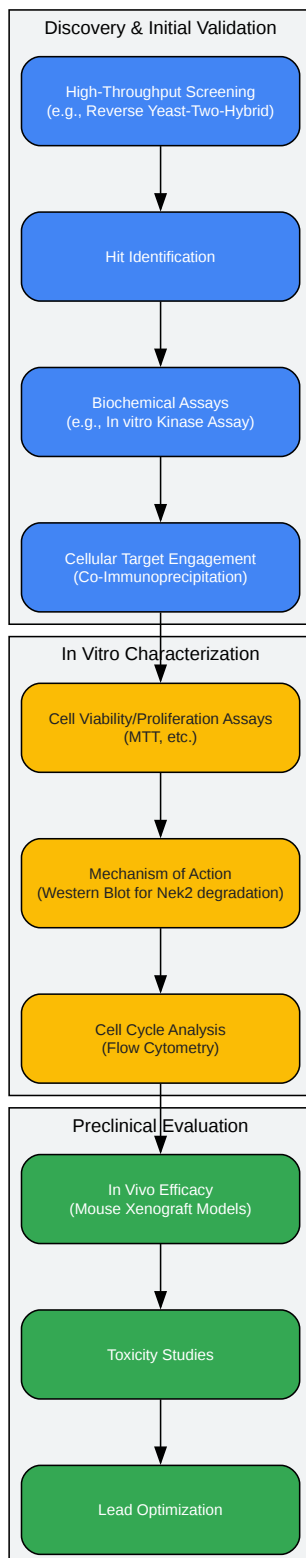 Discovery & Initial Validation
High-Throughput Screening
(e.g., Reverse Yeast-Two-Hybrid)
Hit Identification
Biochemical Assays
(e.g., In vitro Kinase Assay)
Cellular Target Engagement
(Co-Immunoprecipitation)
In Vitro Characterization
Cell Viability/Proliferation Assays
(MTT, etc.)
Mechanism of Action
(Western Blot for Nek2 degradation)
Cell Cycle Analysis
(Flow Cytometry)
Preclinical Evaluation
In Vivo Efficacy
(Mouse Xenograft Models)
Toxicity Studies
Lead Optimization